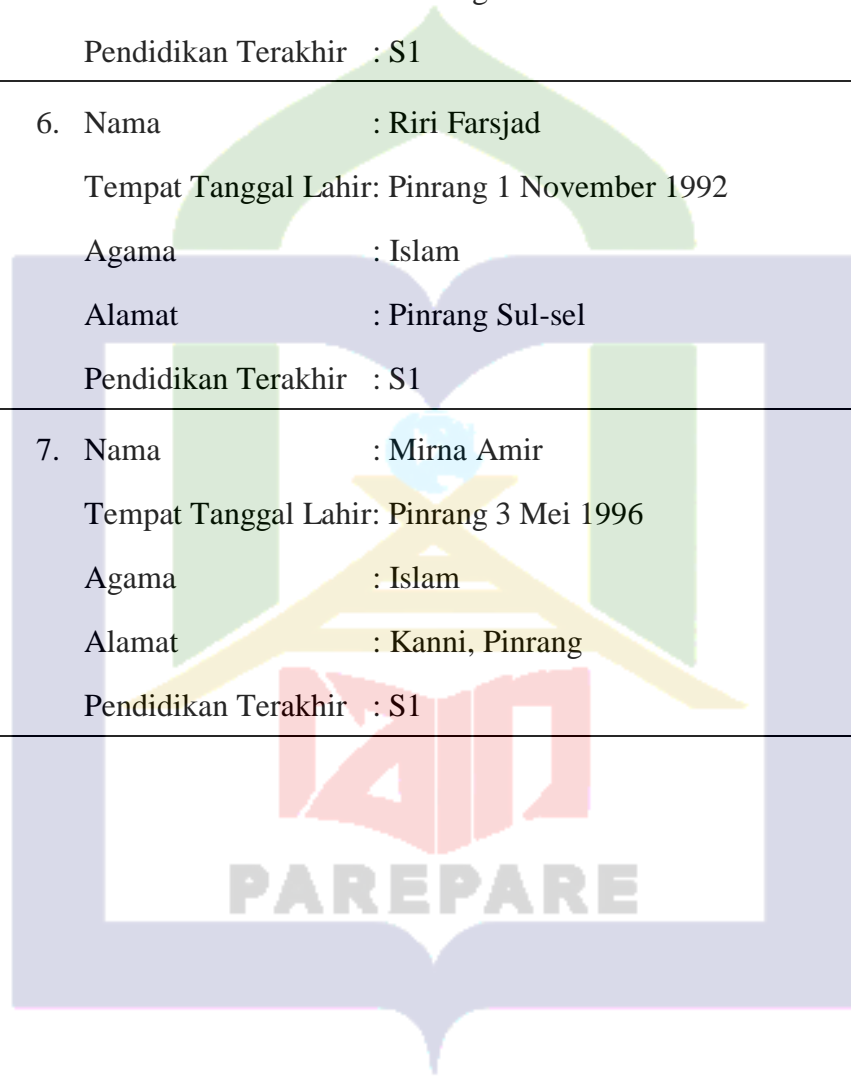 Pendidikan Terakhir : S1
6. Nama : Riri Farsjad
Tempat Tanggal Lahir: Pinrang 1 November 1992
Agama : Islam
Alamat : Pinrang Sul-sel
Pendidikan Terakhir : S1
7. Nama : Mirna Amir
Tempat Tanggal Lahir: Pinrang 3 Mei 1996
Agama : Islam
Alamat : Kanni, Pinrang
Pendidikan Terakhir : S1
IAIN
PAREPARE